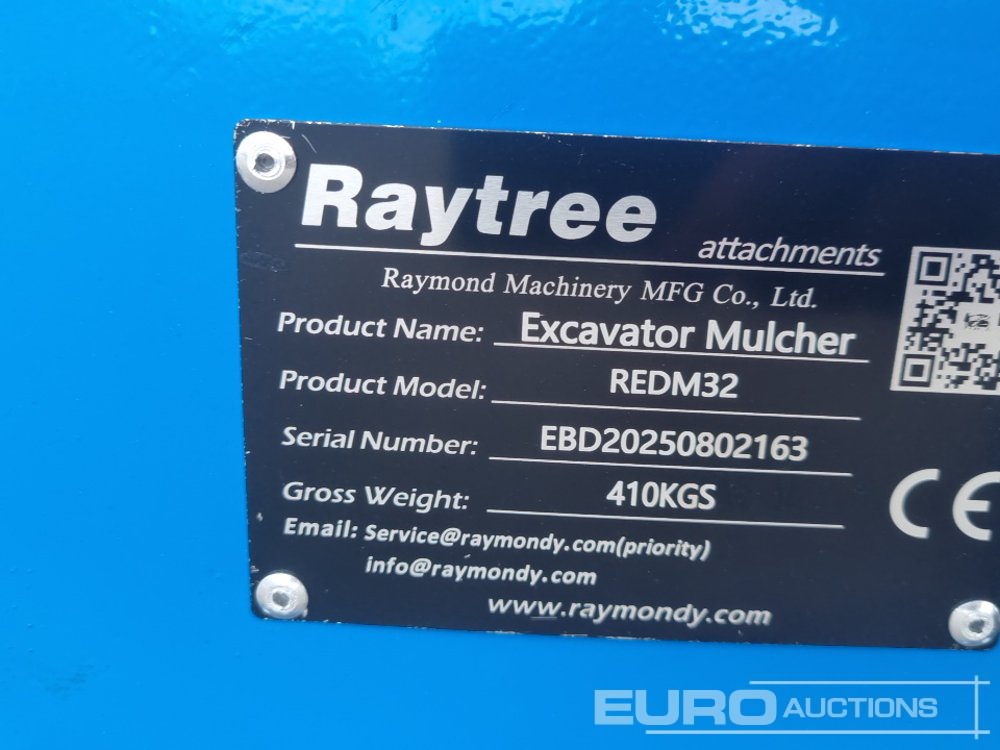 Raytree
attachments
Raymond Machinery MFG Co., Ltd.
Product Name: Excavator Mulcher
Product Model: REDM32
Serial Number: EBD20250802163
Gross Weight: 410KGS
Email: Service@raymondy.com(priority)
info@raymondy.com
www.raymondy.com
CE
EURO AUCTIONS